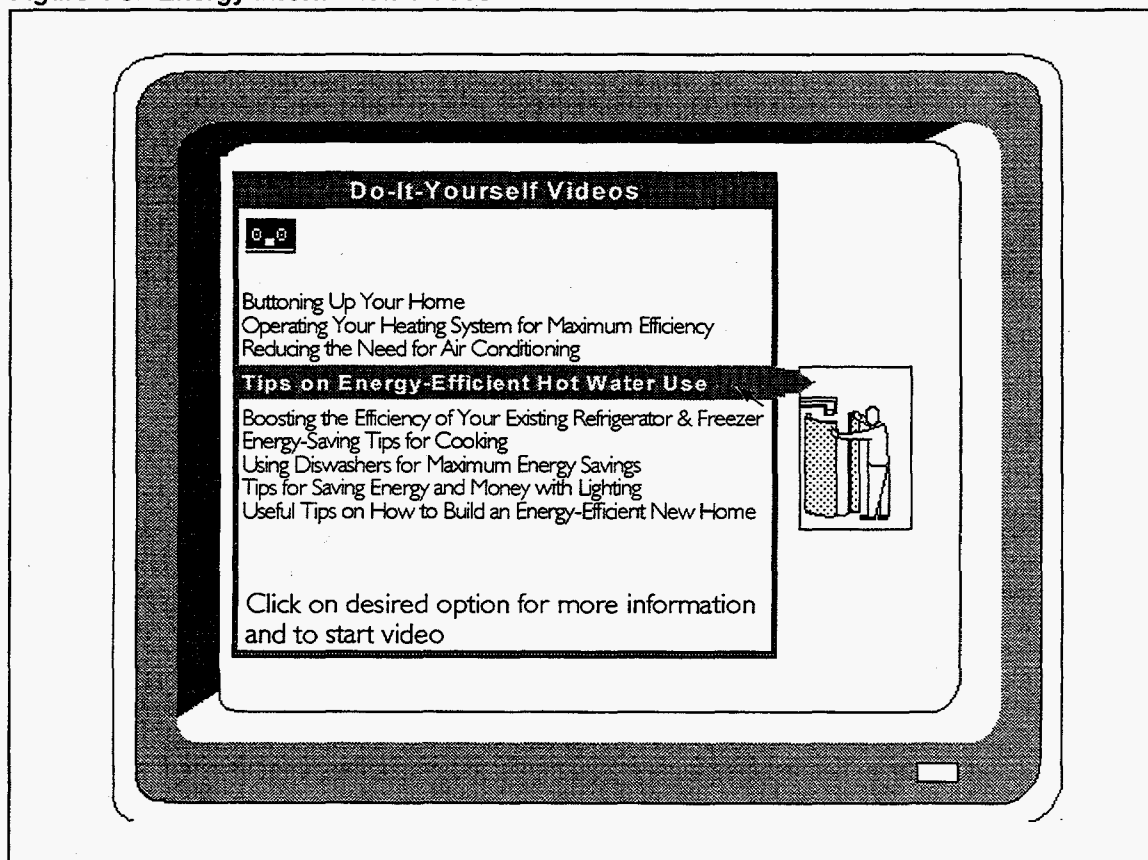 Do-It-Yourself Videos
Buttoning Up Your Home
Operating Your Heating System for Maximum Efficiency
Reducing the Need for Air Conditioning
Tips on Energy-Efficient Hot Water Use
Boosting the Efficiency of Your Existing Refrigerator & Freezer
Energy-Saving Tips for Cooking
Using Diswashers for Maximum Energy Savings
Tips for Saving Energy and Money with Lighting
Useful Tips on How to Build an Energy-Efficient New Home
Click on desired option for more information
and to start video